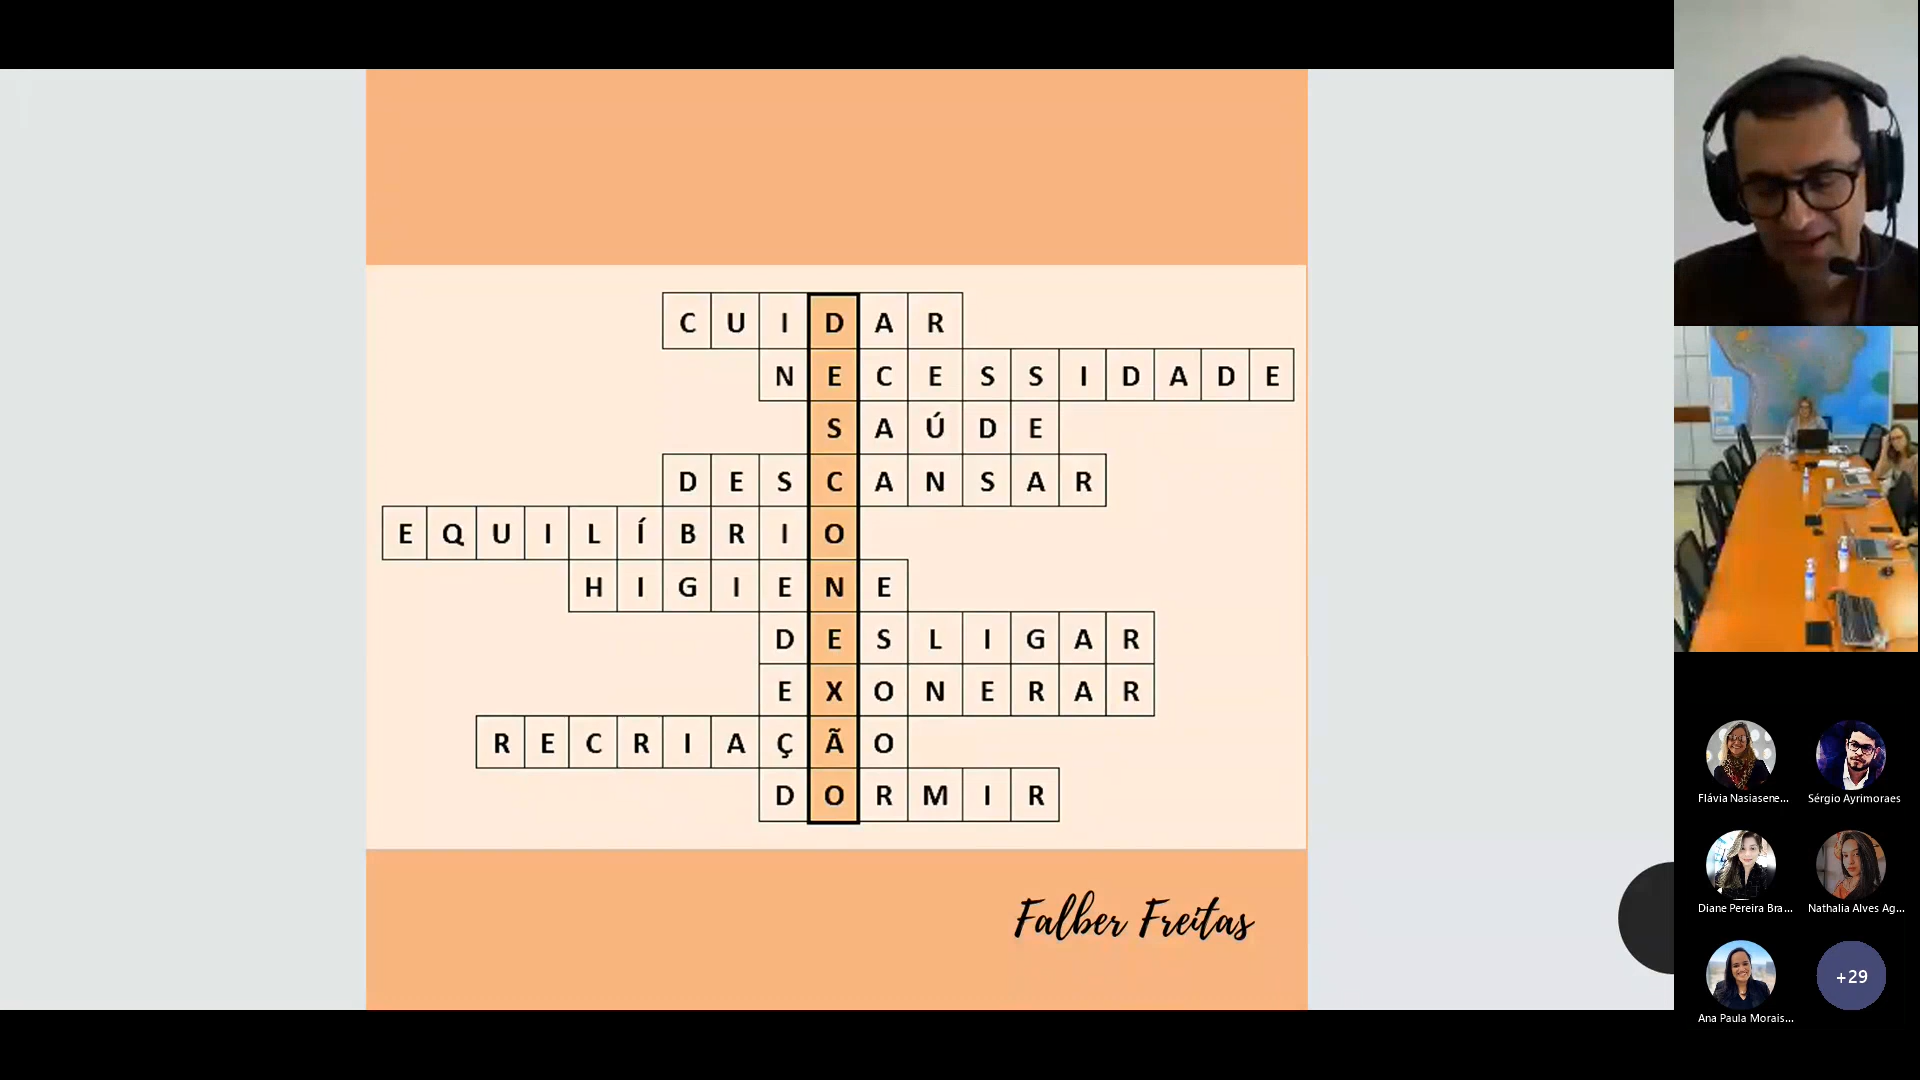 CUIDAR
NECESSIDADE
SAÚDE
DESCANSAR
EQUILÍBRIO
HIGIENE
DESLIGAR
EXONERAR
RECRIAÇÃO
DORMIR
Falber Freitas
Flávia Nasiasene...
Sérgio Ayrimoraes
Diane Pereira Bra...
Nathalia Alves Ag...
Ana Paula Morais...
+29